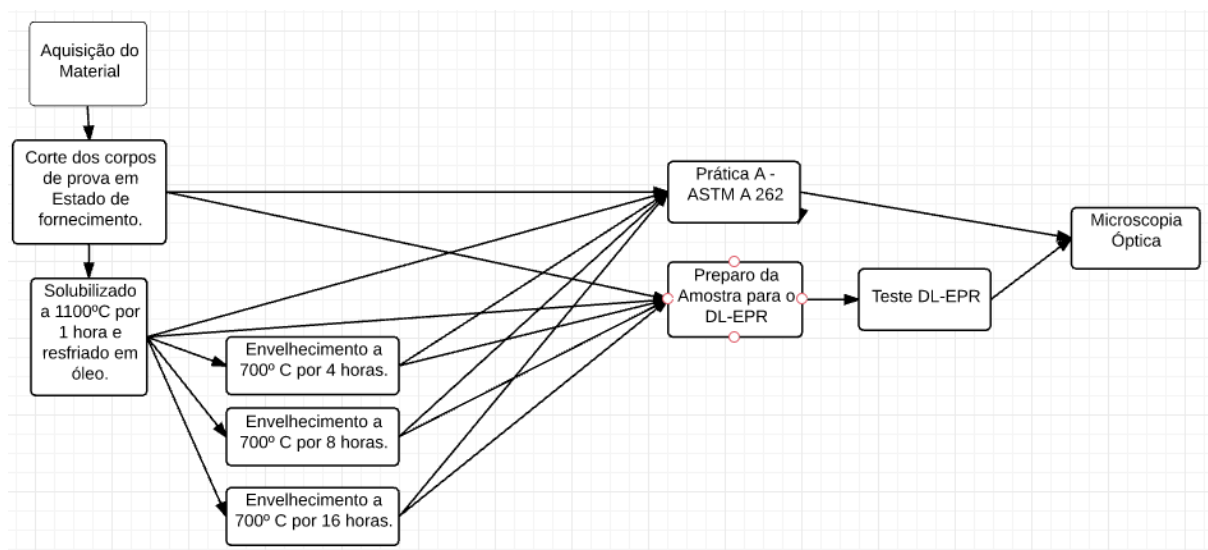 Aquisição do
Material
Corte dos corpos
de prova em
Estado de
fornecimento.
Solubilizado
a 1100ºC por
1 hora e
resfriado em
óleo.
Envelhecimento a
700º C por 4 horas.
Envelhecimento a
700º C por 8 horas.
Envelhecimento a
700º C por 16 horas.
Prática A -
ASTM A 262
Preparo da
Amostra para o
DL-EPR
Teste DL-EPR
Microscopia
Óptica